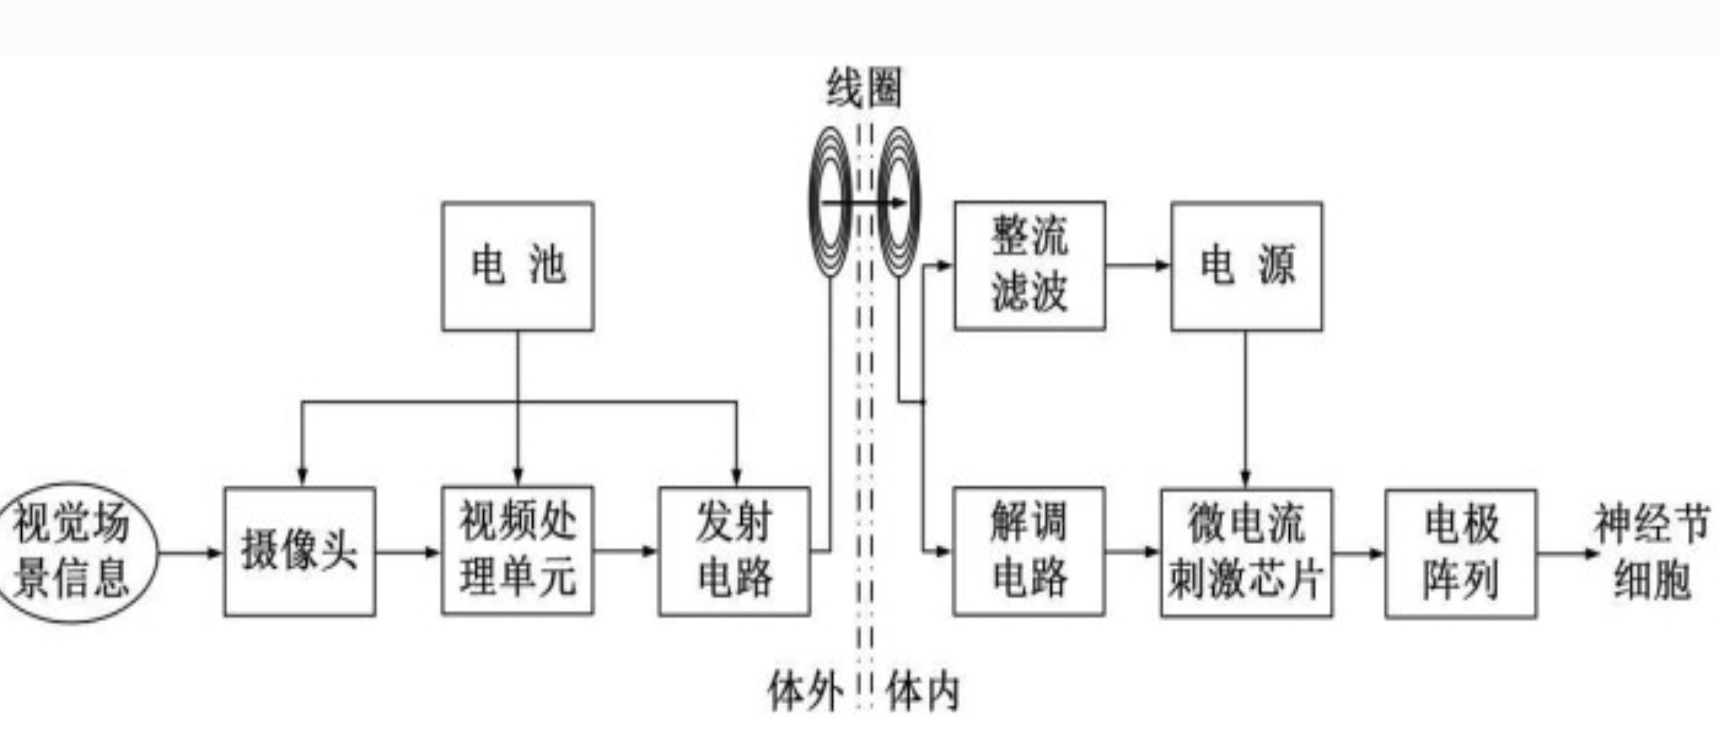 线圈
电池
整流
滤波
电源
视觉场
景信息
摄像头
视频处
理单元
发射
电路
解调
电路
微电流
刺激芯片
电极
阵列
神经节
细胞
体外
体内